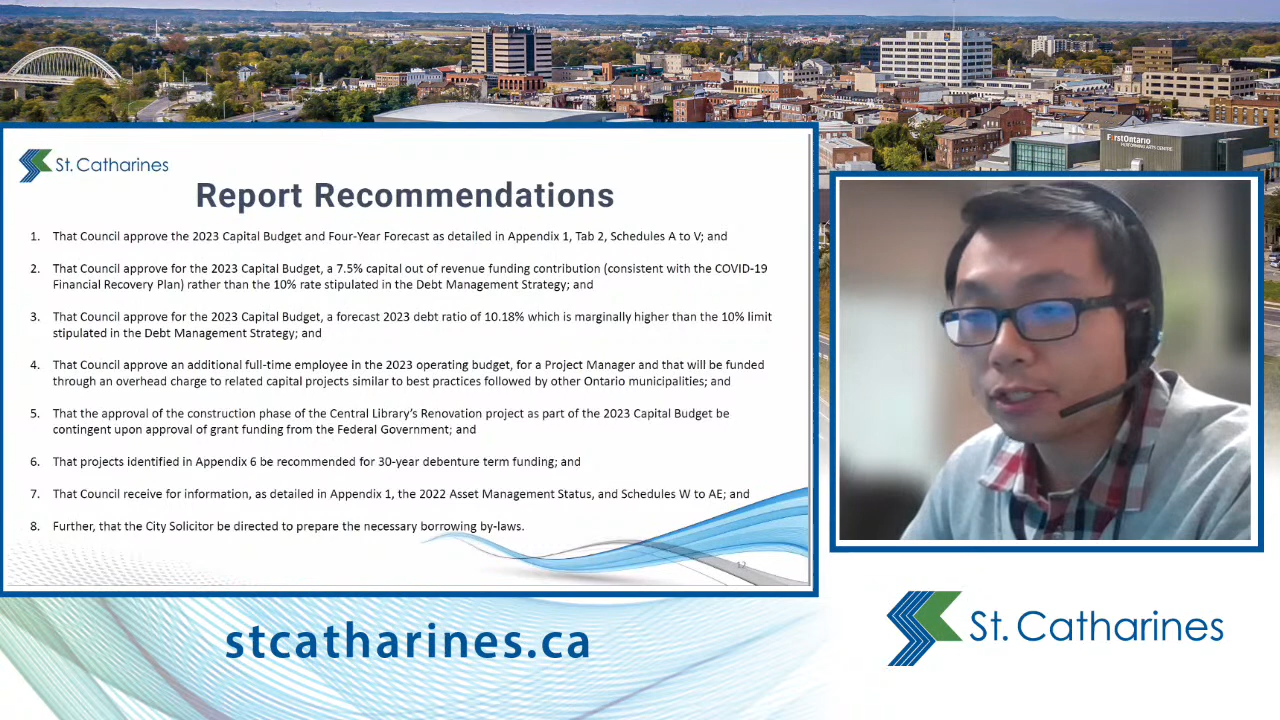 FirstOntario
PERFORMING ARTS CENTRE
St. Catharines
Report Recommendations
1. That Council approve the 2023 Capital Budget and Four-Year Forecast as detailed in Appendix 1, Tab 2, Schedules A to V; and
2. That Council approve for the 2023 Capital Budget, a 7.5% capital out of revenue funding contribution (consistent with the COVID-19
Financial Recovery Plan) rather than the 10% rate stipulated in the Debt Management Strategy; and
3. That Council approve for the 2023 Capital Budget, a forecast 2023 debt ratio of 10.18% which is marginally higher than the 10% limit
stipulated in the Debt Management Strategy; and
4. That Council approve an additional full-time employee in the 2023 operating budget, for a Project Manager and that will be funded
through an overhead charge to related capital projects similar to best practices followed by other Ontario municipalities; and
5. That the approval of the construction phase of the Central Library's Renovation project as part of the 2023 Capital Budget be
contingent upon approval of grant funding from the Federal Government; and
6. That projects identified in Appendix 6 be recommended for 30-year debenture term funding; and
7. That Council receive for information, as detailed in Appendix 1, the 2022 Asset Management Status, and Schedules W to AE; and
8. Further, that the City Solicitor be directed to prepare the necessary borrowing by-laws.
12
stcatharines.ca
St. Catharines